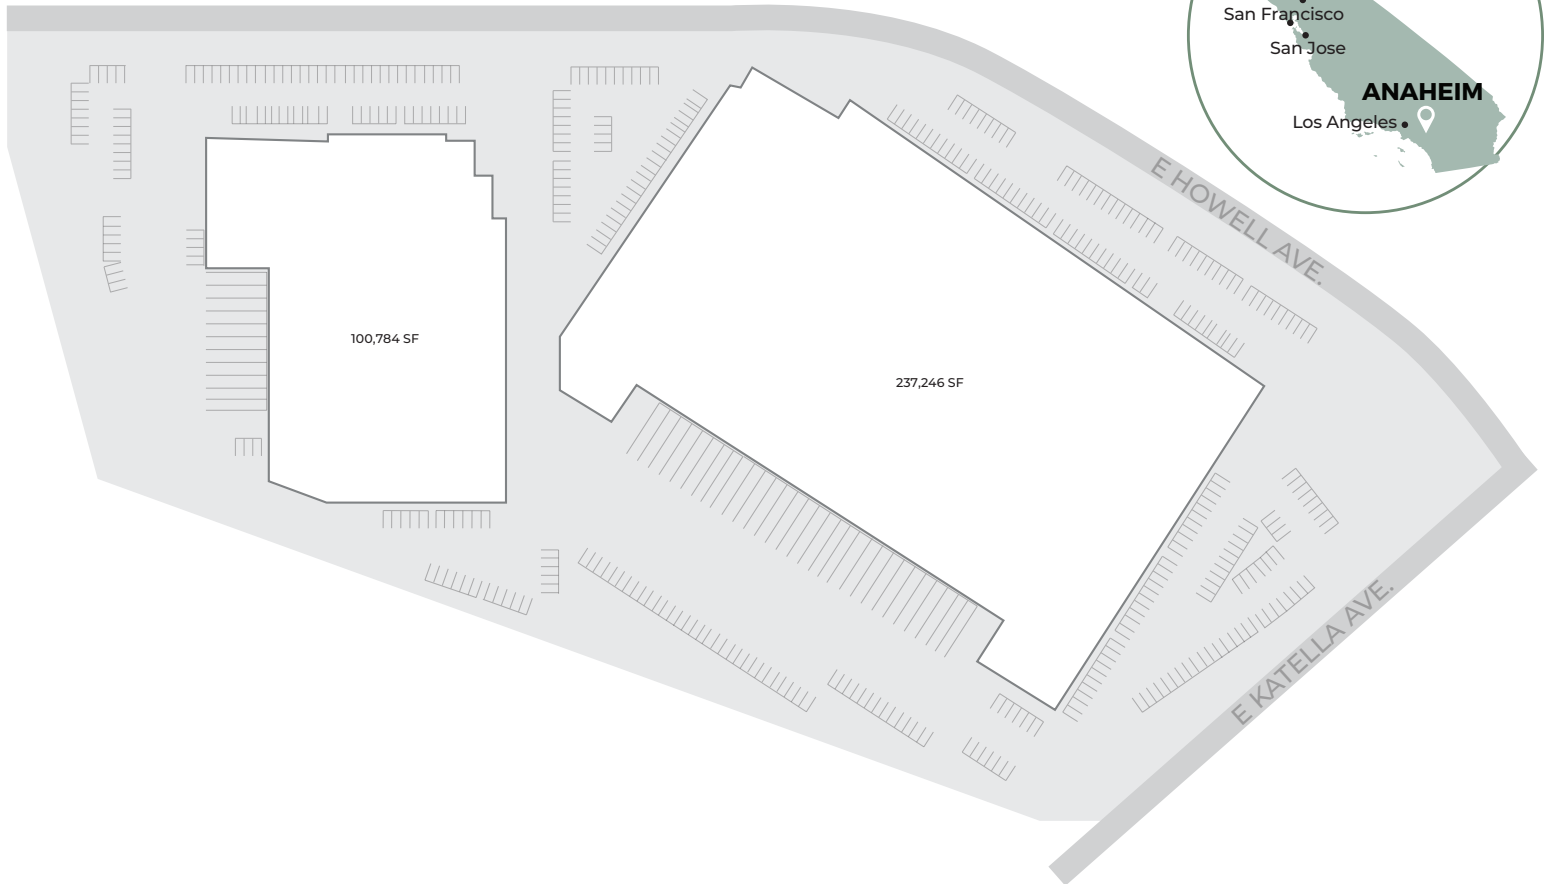 San Francisco
San Jose
ANAHEIM
Los Angeles
E HOWELL AVE.
100,784 SF
237,246 SF
E KATELLA AVE.